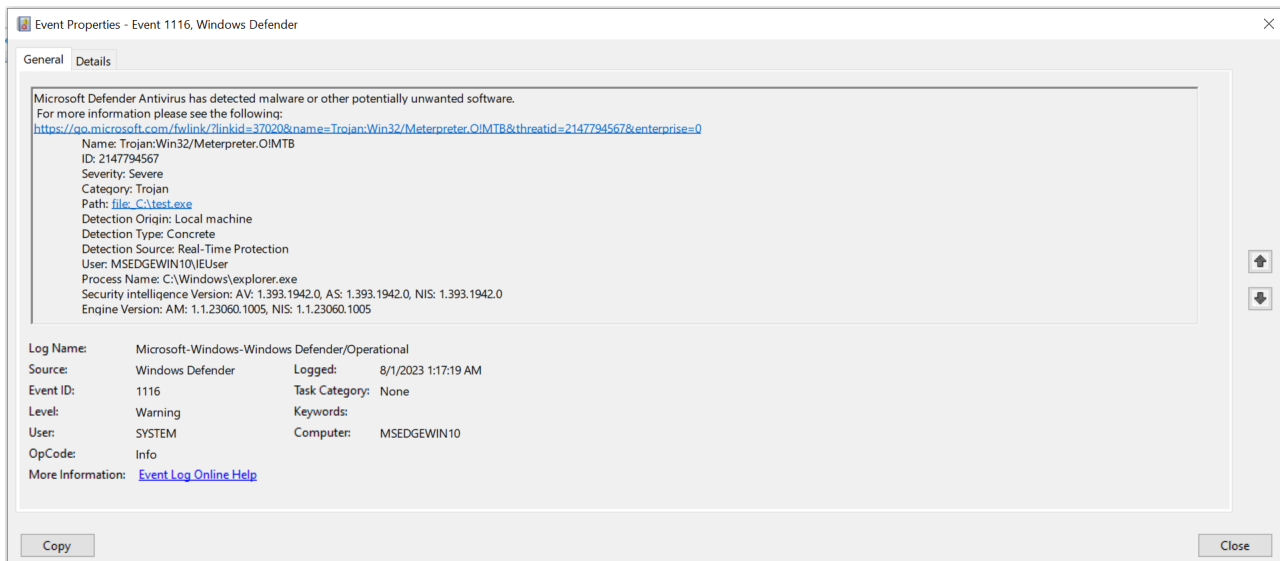 Event Properties - Event 1116, Windows Defender
General Details
Microsoft Defender Antivirus has detected malware or other potentially unwanted software.
For more information please see the following:
https://go.microsoft.com/fwlink/?linkid=37020&name=Trojan:Win32/Meterpreter.O!MTB&threatid=2147794567&enterprise=0
Name: Trojan:Win32/Meterpreter.O!MTB
ID: 2147794567
Severity: Severe
Category: Trojan
Path: file:_C:\test.exe
Detection Origin: Local machine
Detection Type: Concrete
Detection Source: Real-Time Protection
User: MSEDGEWIN10\IEUser
Process Name: C:\Windows\explorer.exe
Security intelligence Version: AV: 1.393.1942.0, AS: 1.393.1942.0, NIS: 1.393.1942.0
Engine Version: AM: 1.1.23060.1005, NIS: 1.1.23060.1005
Log Name: Microsoft-Windows-Windows Defender/Operational
Source: Windows Defender Logged: 8/1/2023 1:17:19 AM
Event ID: 1116 Task Category: None
Level: Warning Keywords:
User: SYSTEM Computer: MSEDGEWIN10
OpCode: Info
More Information: Event Log Online Help
Copy Close